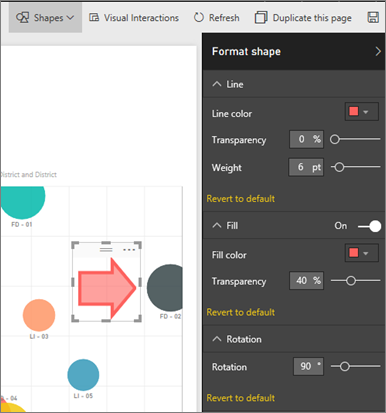 Shapes
Visual Interactions
Refresh
Duplicate this page
Format shape
Line
Line color
Transparency 0 %
Weight 6 pt
Revert to default
Fill On
Fill color
Transparency 40 %
Revert to default
Rotation
Rotation 90 °
Revert to default
District and District
FD - 01
FD - 02
LI - 03
LI - 05
- 04